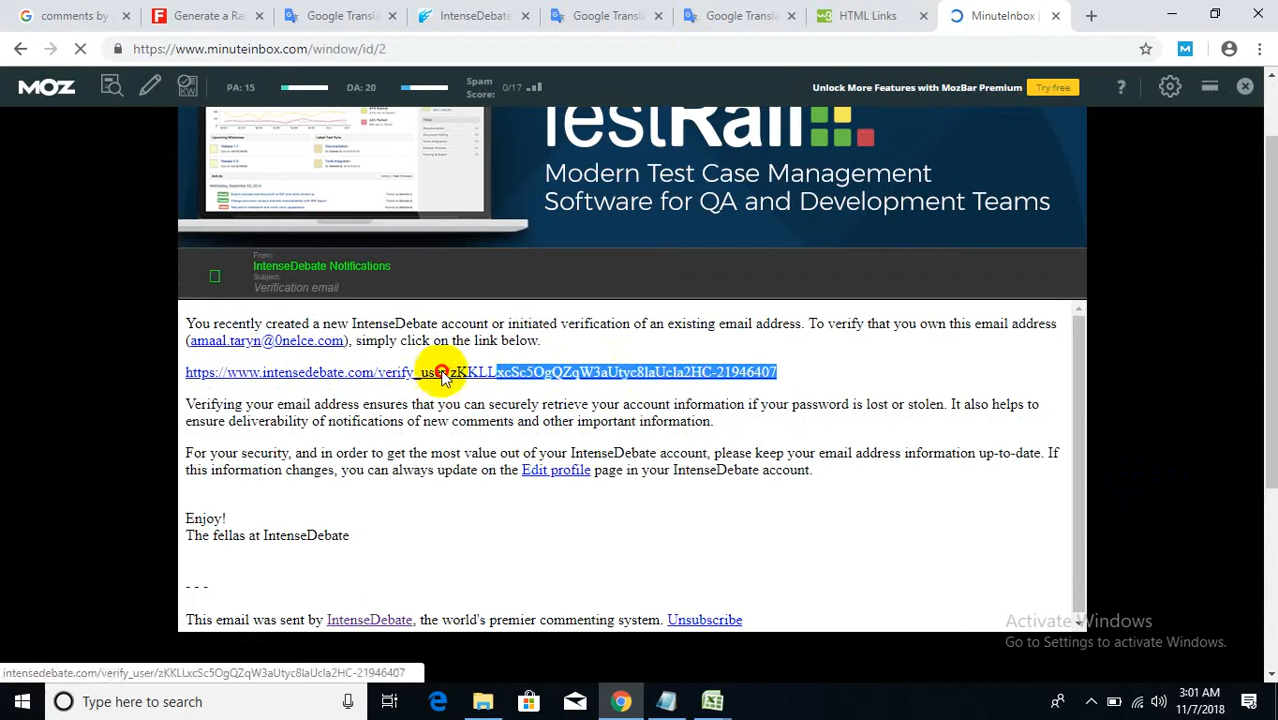 comments by
Generate a Ra
Google Transla
IntenseDebate
Google Transla
Google Transla
HTML Links
MinuteInbox |
https://www.minuteinbox.com/window/id/2
MOZ
PA: 15
DA: 20
Spam
Score:
0/17
Unlock More Features with MozBar Premium
Try free.
TestRail
Modern Test Case Management
Software for QA and Development Teams
From:
IntenseDebate Notifications
Subject:
Verification email
You recently created a new IntenseDebate account or initiated verification of an existing email address. To verify that you own this email address
(amaal.taryn@0nelce.com), simply click on the link below.
https://www.intensedebate.com/verify_user/zKKLLxcSc5OgQZqW3aUtyc8laUcla2HC-21946407
Verifying your email address ensures that you can securely retrieve your account information if your password is lost or stolen. It also helps to
ensure deliverability of notifications of new comments and other important information.
For your security, and in order to get the most value out of your IntenseDebate account, please keep your email address information up-to-date. If
this information changes, you can always update on the Edit profile page in your IntenseDebate account.
Enjoy!
The fellas at IntenseDebate
- - -
This email was sent by IntenseDebate, the world's premier commenting system. Unsubscribe
Activate Windows
Go to Settings to activate Windows.
intensedebate.com/verify_user/zKKLLxcSc5OgQZqW3aUtyc8laUcla2HC-21946407
Type here to search
3:01 AM
11/7/2018